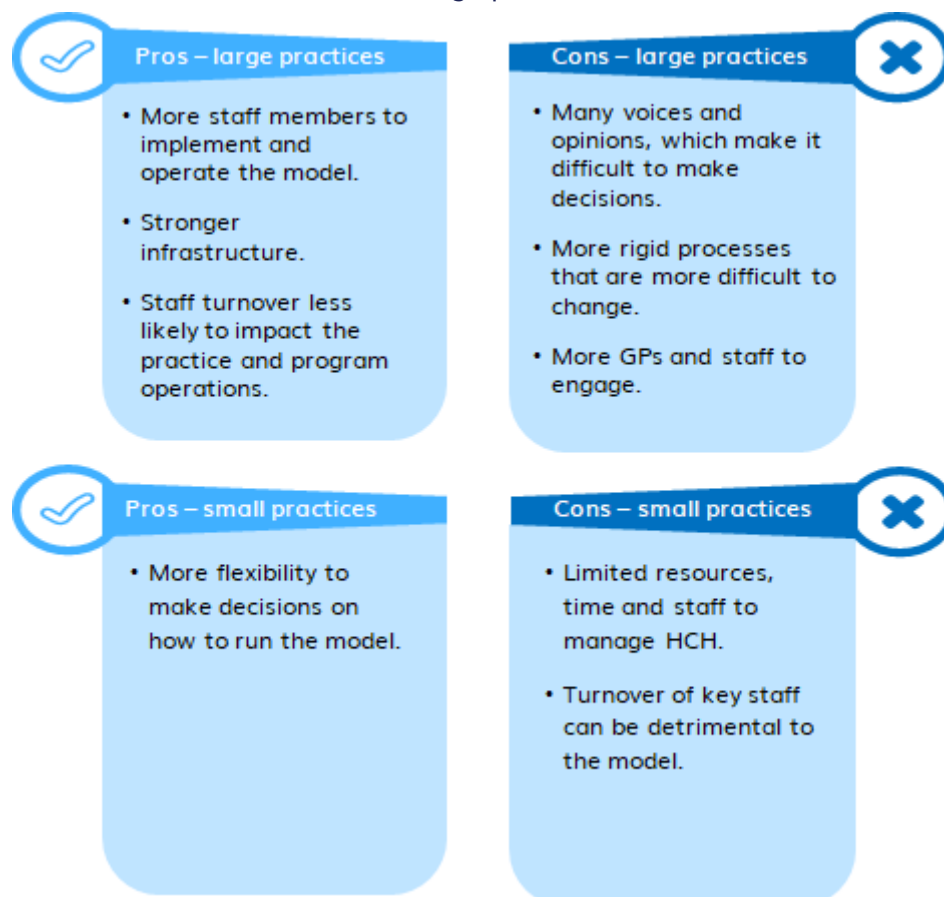 Pros – large practices
• More staff members to
implement and
operate the model.
• Stronger
infrastructure.
• Staff turnover less
likely to impact the
practice and program
operations.
Cons – large practices
• Many voices and
opinions, which make it
difficult to make
decisions.
• More rigid processes
that are more difficult to
change.
• More GPs and staff to
engage.
Pros – small practices
• More flexibility to
make decisions on
how to run the model.
Cons – small practices
• Limited resources,
time and staff to
manage HCH.
• Turnover of key staff
can be detrimental to
the model.